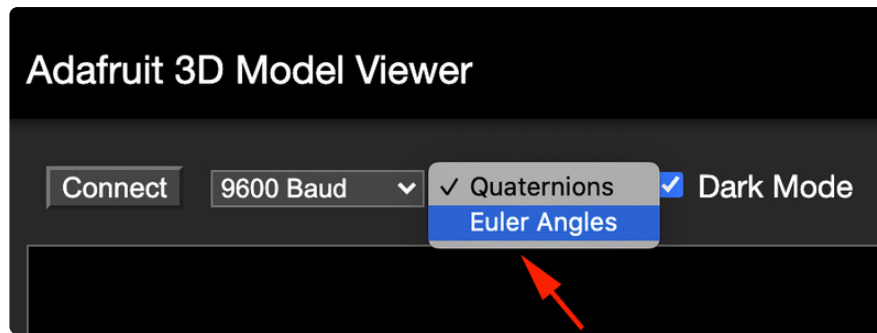 Adafruit 3D Model Viewer
Connect 9600 Baud ✓ Quaternions Dark Mode
Euler Angles